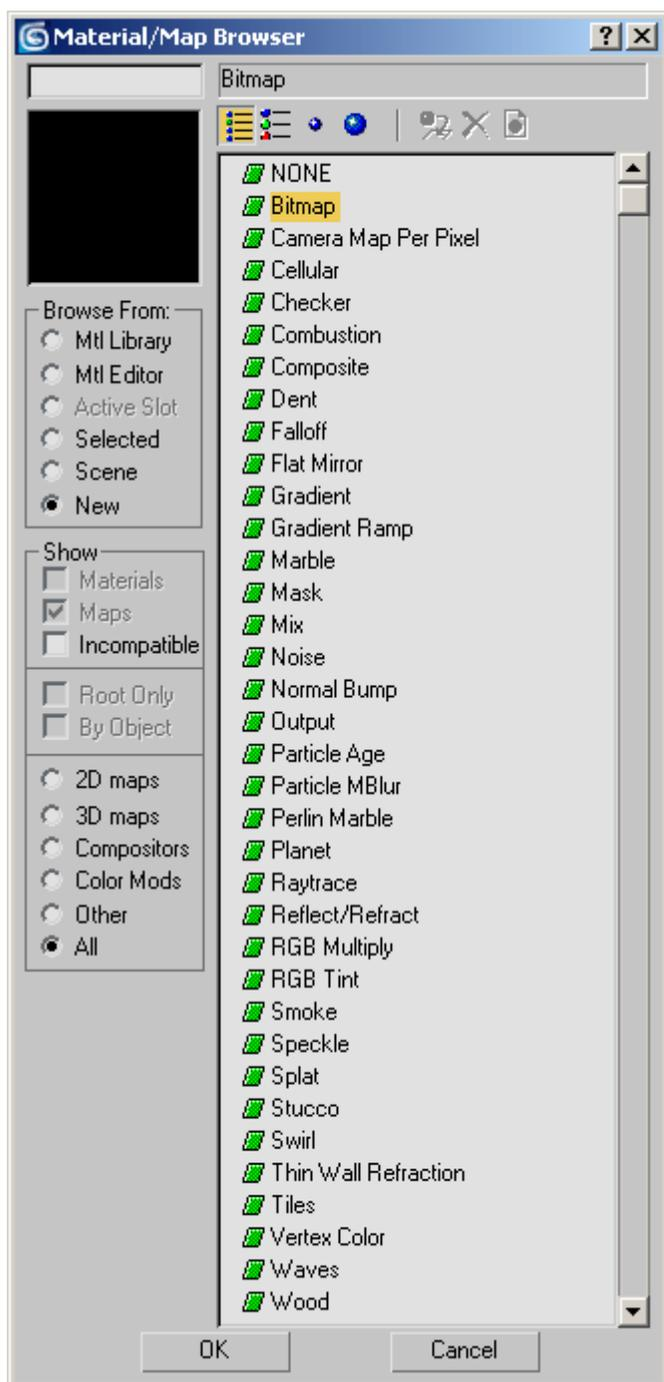 Material/Map Browser
Bitmap
NONE
Bitmap
Camera Map Per Pixel
Cellular
Checker
Combustion
Composite
Dent
Falloff
Flat Mirror
Gradient
Gradient Ramp
Marble
Mask
Mix
Noise
Normal Bump
Output
Particle Age
Particle MBlur
Perlin Marble
Planet
Raytrace
Reflect/Refract
RGB Multiply
RGB Tint
Smoke
Speckle
Splat
Stucco
Swirl
Thin Wall Refraction
Tiles
Vertex Color
Waves
Wood
Browse From:
Mtl Library
Mtl Editor
Active Slot
Selected
Scene
New
Show
Materials
Maps
Incompatible
Root Only
By Object
2D maps
3D maps
Compositors
Color Mods
Other
All
OK
Cancel